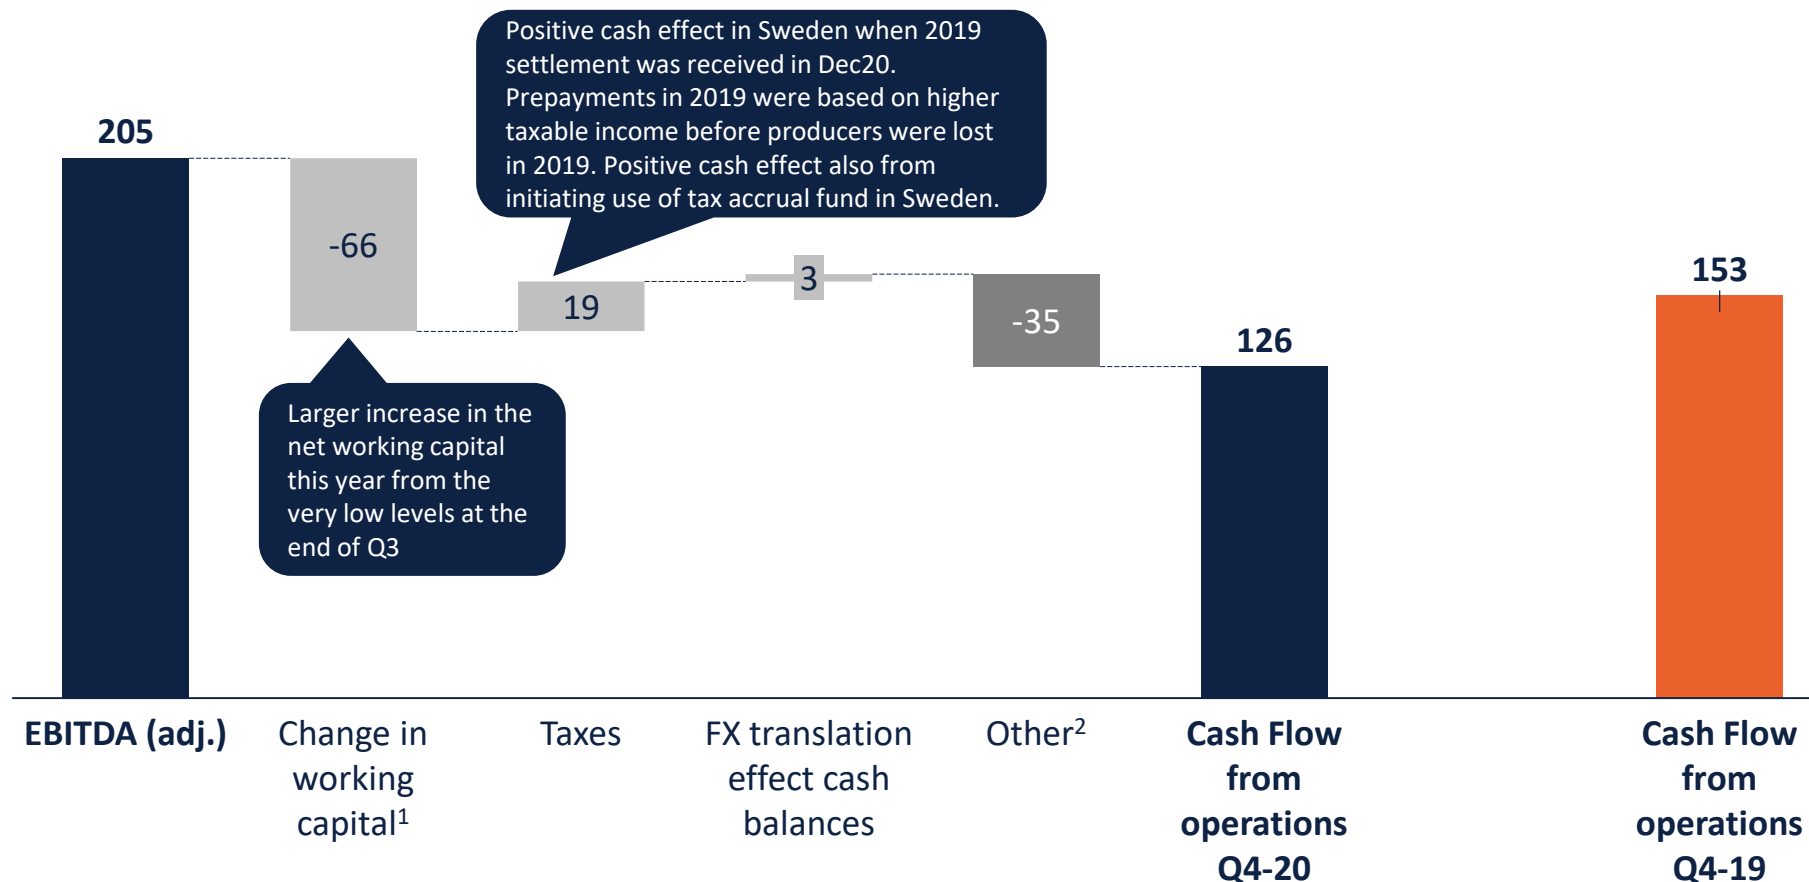 Positive cash effect in Sweden when 2019
settlement was received in Dec20.
Prepayments in 2019 were based on higher
taxable income before producers were lost
in 2019. Positive cash effect also from
initiating use of tax accrual fund in Sweden.
205
-66
19
3
-35
126
153
Larger increase in the
net working capital
this year from the
very low levels at the
end of Q3
EBITDA (adj.)
Change in
working
capital¹
Taxes
FX translation
effect cash
balances
Other²
Cash Flow
from
operations
Q4-20
Cash Flow
from
operations
Q4-19